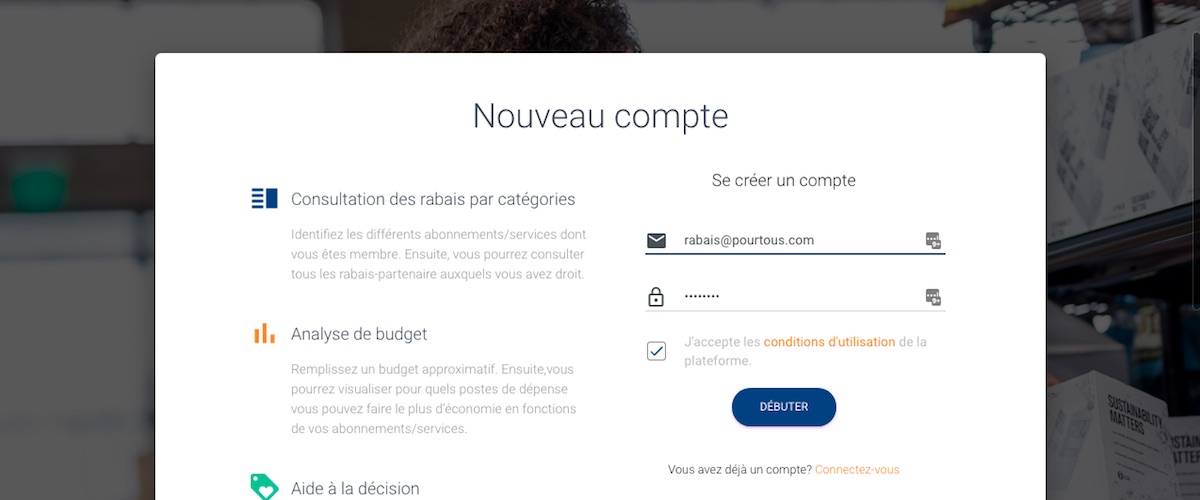 Nouveau compte
Consultation des rabais par catégories
Identifiez les différents abonnements/services dont
vous êtes membre. Ensuite, vous pourrez consulter
tous les rabais-partenaire auxquels vous avez droit.
Analyse de budget
Remplissez un budget approximatif. Ensuite,vous
pourrez visualiser pour quels postes de dépense
vous pouvez faire le plus d'économie en fonctions
de vos abonnements/services.
Aide à la décision
Se créer un compte
rabais@pourtous.com
••••••••
J'accepte les conditions d'utilisation de la
plateforme.
DÉBUTER
Vous avez déjà un compte? Connectez-vous
SUSTAINABILITY
MATTERS